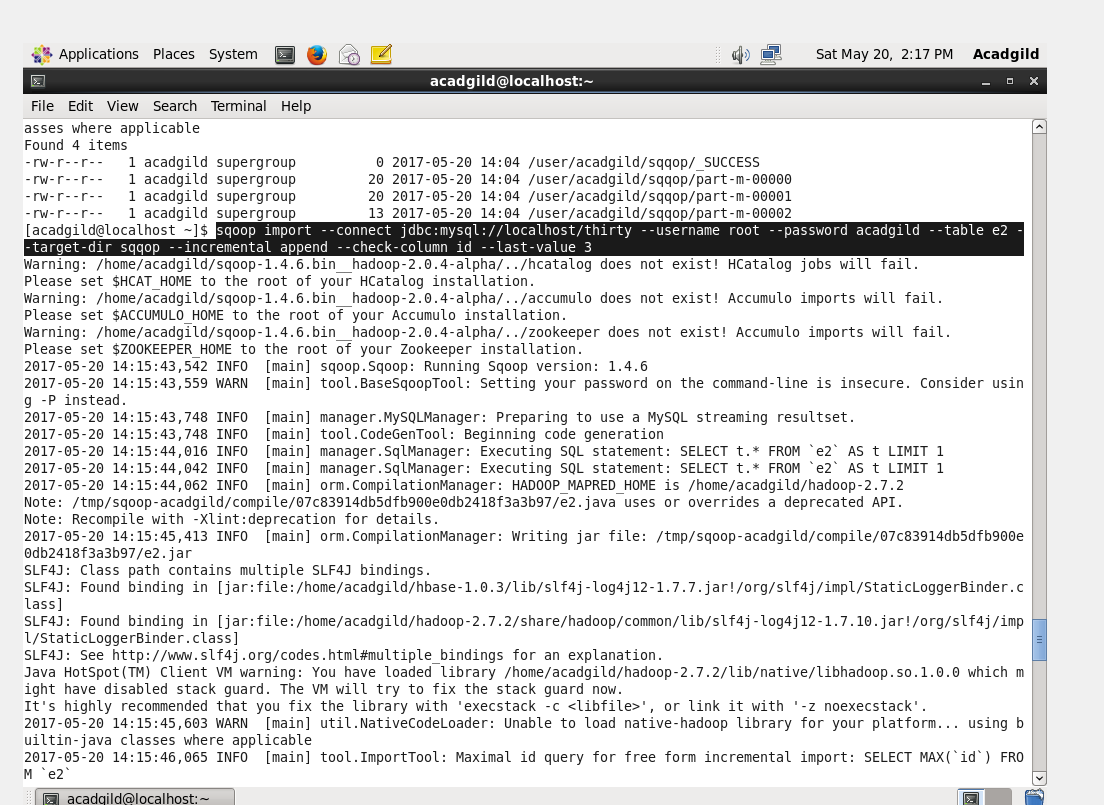 Applications Places System Sat May 20, 2:17 PM Acadgild
acadgild@localhost:~
File Edit View Search Terminal Help
asses where applicable
Found 4 items
-rw-r--r--   1 acadgild supergroup          0 2017-05-20 14:04 /user/acadgild/sqqop/_SUCCESS
-rw-r--r--   1 acadgild supergroup         20 2017-05-20 14:04 /user/acadgild/sqqop/part-m-00000
-rw-r--r--   1 acadgild supergroup         20 2017-05-20 14:04 /user/acadgild/sqqop/part-m-00001
-rw-r--r--   1 acadgild supergroup         13 2017-05-20 14:04 /user/acadgild/sqqop/part-m-00002
[acadgild@localhost ~]$ sqoop import --connect jdbc:mysql://localhost/thirty --username root --password acadgild --table e2 -
-target-dir sqqop --incremental append --check-column id --last-value 3
Warning: /home/acadgild/sqoop-1.4.6.bin__hadoop-2.0.4-alpha/../hcatalog does not exist! HCatalog jobs will fail.
Please set $HCAT_HOME to the root of your HCatalog installation.
Warning: /home/acadgild/sqoop-1.4.6.bin__hadoop-2.0.4-alpha/../accumulo does not exist! Accumulo imports will fail.
Please set $ACCUMULO_HOME to the root of your Accumulo installation.
Warning: /home/acadgild/sqoop-1.4.6.bin__hadoop-2.0.4-alpha/../zookeeper does not exist! Accumulo imports will fail.
Please set $ZOOKEEPER_HOME to the root of your Zookeeper installation.
2017-05-20 14:15:43,542 INFO  [main] sqoop.Sqoop: Running Sqoop version: 1.4.6
2017-05-20 14:15:43,559 WARN  [main] tool.BaseSqoopTool: Setting your password on the command-line is insecure. Consider usin
g -P instead.
2017-05-20 14:15:43,748 INFO  [main] manager.MySQLManager: Preparing to use a MySQL streaming resultset.
2017-05-20 14:15:43,748 INFO  [main] tool.CodeGenTool: Beginning code generation
2017-05-20 14:15:44,016 INFO  [main] manager.SqlManager: Executing SQL statement: SELECT t.* FROM `e2` AS t LIMIT 1
2017-05-20 14:15:44,042 INFO  [main] manager.SqlManager: Executing SQL statement: SELECT t.* FROM `e2` AS t LIMIT 1
2017-05-20 14:15:44,062 INFO  [main] orm.CompilationManager: HADOOP_MAPRED_HOME is /home/acadgild/hadoop-2.7.2
Note: /tmp/sqoop-acadgild/compile/07c83914db5dfb900e0db2418f3a3b97/e2.java uses or overrides a deprecated API.
Note: Recompile with -Xlint:deprecation for details.
2017-05-20 14:15:45,413 INFO  [main] orm.CompilationManager: Writing jar file: /tmp/sqoop-acadgild/compile/07c83914db5dfb900e
0db2418f3a3b97/e2.jar
SLF4J: Class path contains multiple SLF4J bindings.
SLF4J: Found binding in [jar:file:/home/acadgild/hbase-1.0.3/lib/slf4j-log4j12-1.7.7.jar!/org/slf4j/impl/StaticLoggerBinder.c
lass]
SLF4J: Found binding in [jar:file:/home/acadgild/hadoop-2.7.2/share/hadoop/common/lib/slf4j-log4j12-1.7.10.jar!/org/slf4j/imp
l/StaticLoggerBinder.class]
SLF4J: See http://www.slf4j.org/codes.html#multiple_bindings for an explanation.
Java HotSpot(TM) Client VM warning: You have loaded library /home/acadgild/hadoop-2.7.2/lib/native/libhadoop.so.1.0.0 which m
ight have disabled stack guard. The VM will try to fix the stack guard now.
It's highly recommended that you fix the library with 'execstack -c <libfile>', or link it with '-z noexecstack'.
2017-05-20 14:15:45,603 WARN  [main] util.NativeCodeLoader: Unable to load native-hadoop library for your platform... using b
uiltin-java classes where applicable
2017-05-20 14:15:46,065 INFO  [main] tool.ImportTool: Maximal id query for free form incremental import: SELECT MAX(`id`) FRO
M `e2`
acadgild@localhost:~